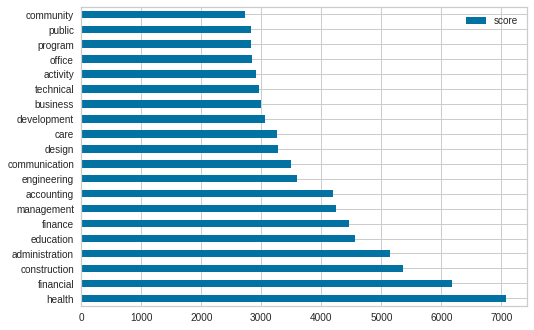 score
community
public
program
office
activity
technical
business
development
care
design
communication
engineering
accounting
management
finance
education
administration
construction
financial
health
0 1000 2000 3000 4000 5000 6000 7000